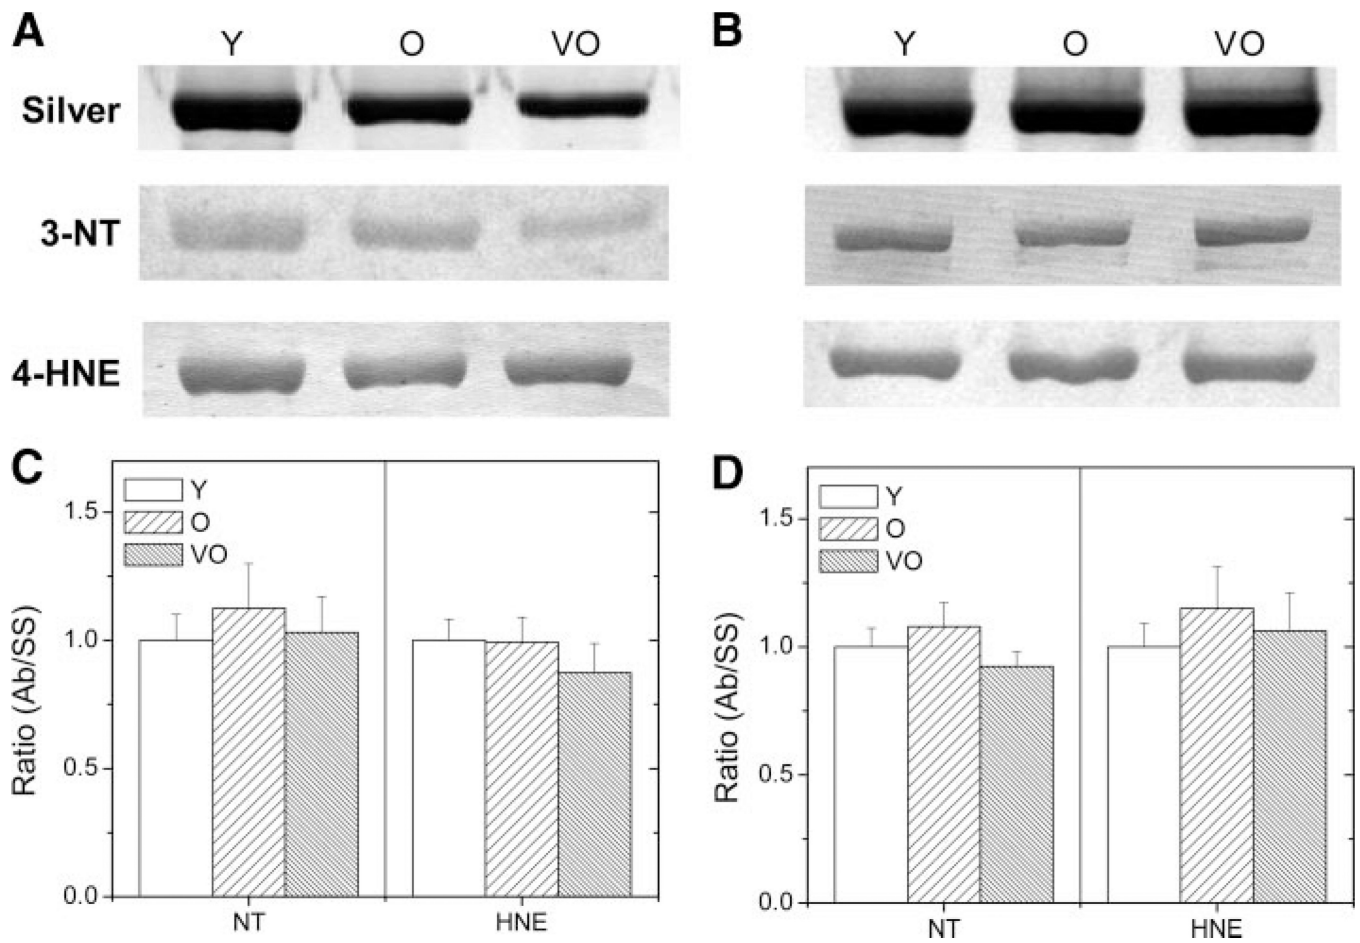 A
Y O VO
Silver
3-NT
4-HNE
B
Y O VO
C
Y
O
VO
1.5
1.0
0.5
0.0
Ratio (Ab/SS)
NT HNE
D
Y
O
VO
1.5
1.0
0.5
0.0
Ratio (Ab/SS)
NT HNE